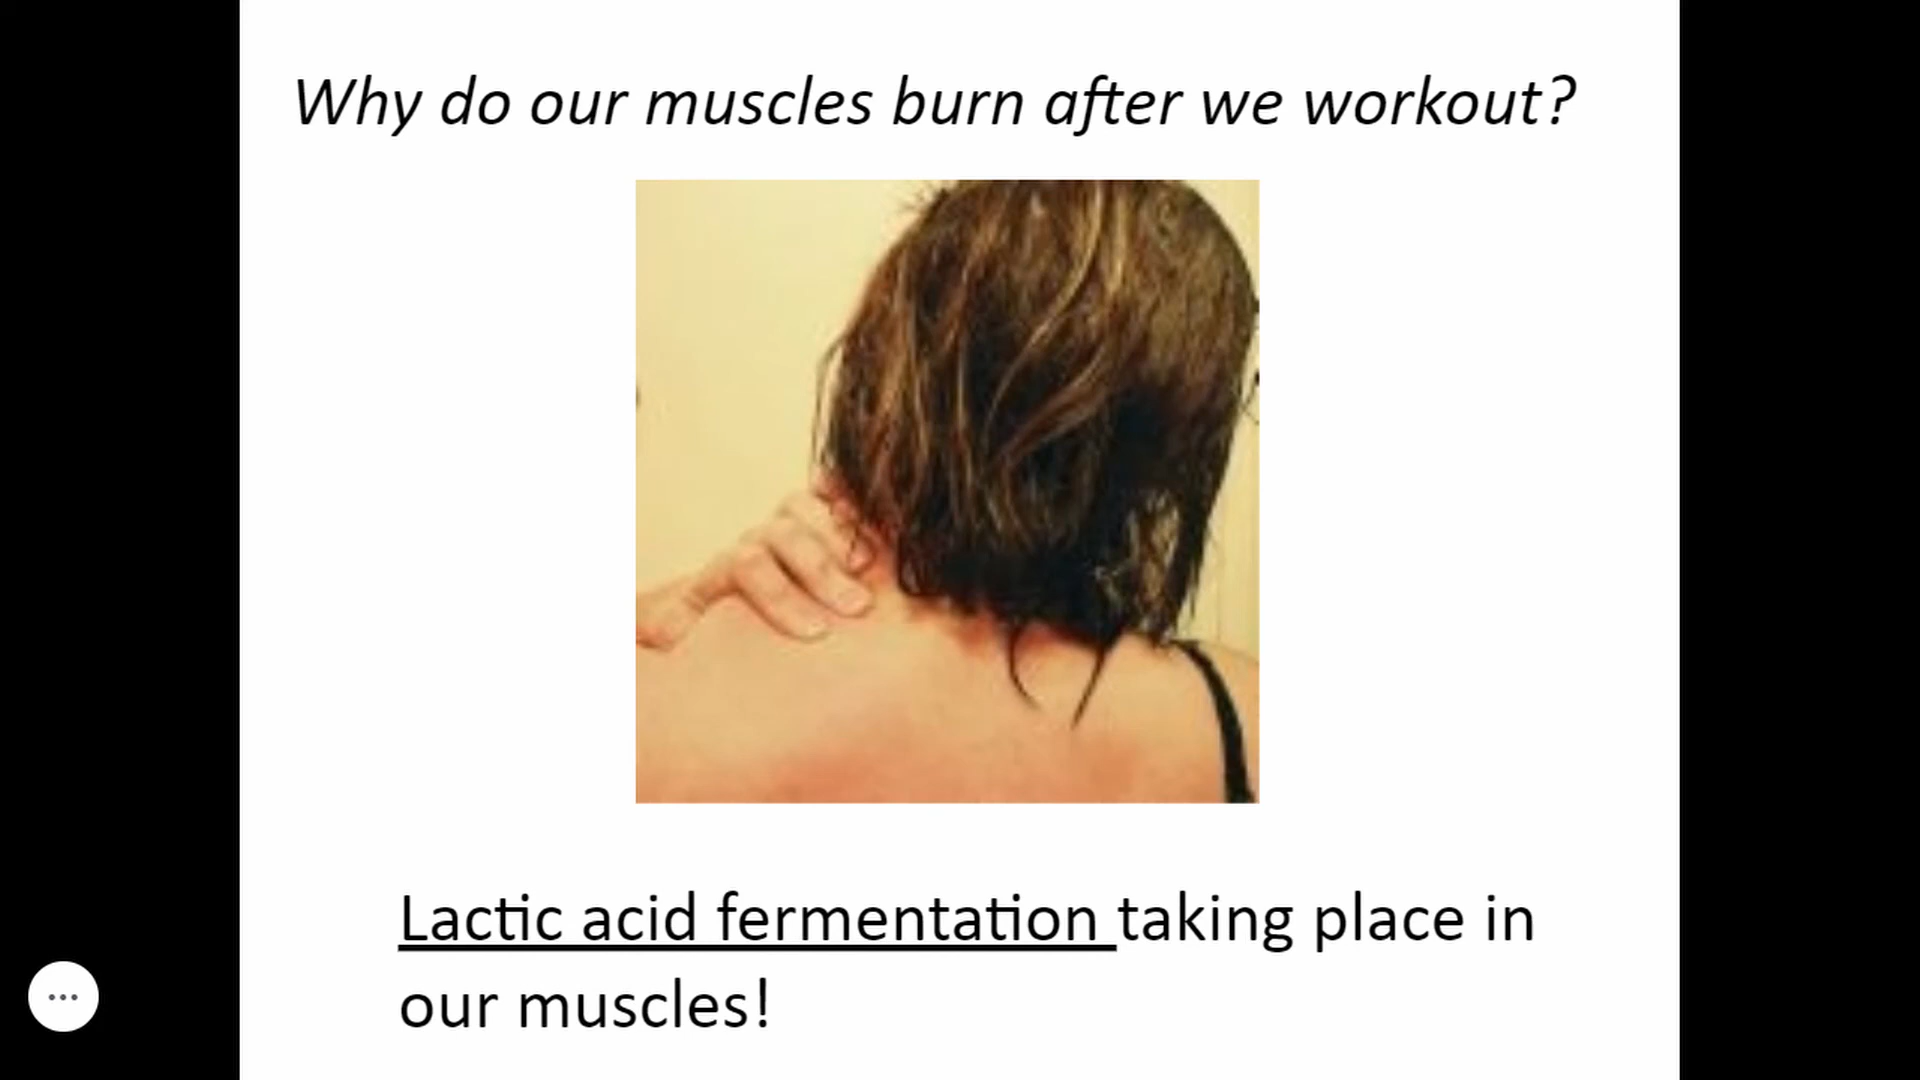 Why do our muscles burn after we workout?
Lactic acid fermentation taking place in
our muscles!